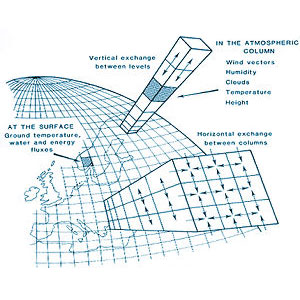 IN THE ATMOSPHERIC
COLUMN
Wind vectors
Humidity
Clouds
Temperature
Height
Vertical exchange
between levels
AT THE SURFACE
Ground temperature,
water and energy
fluxes
Horizontal exchange
between columns